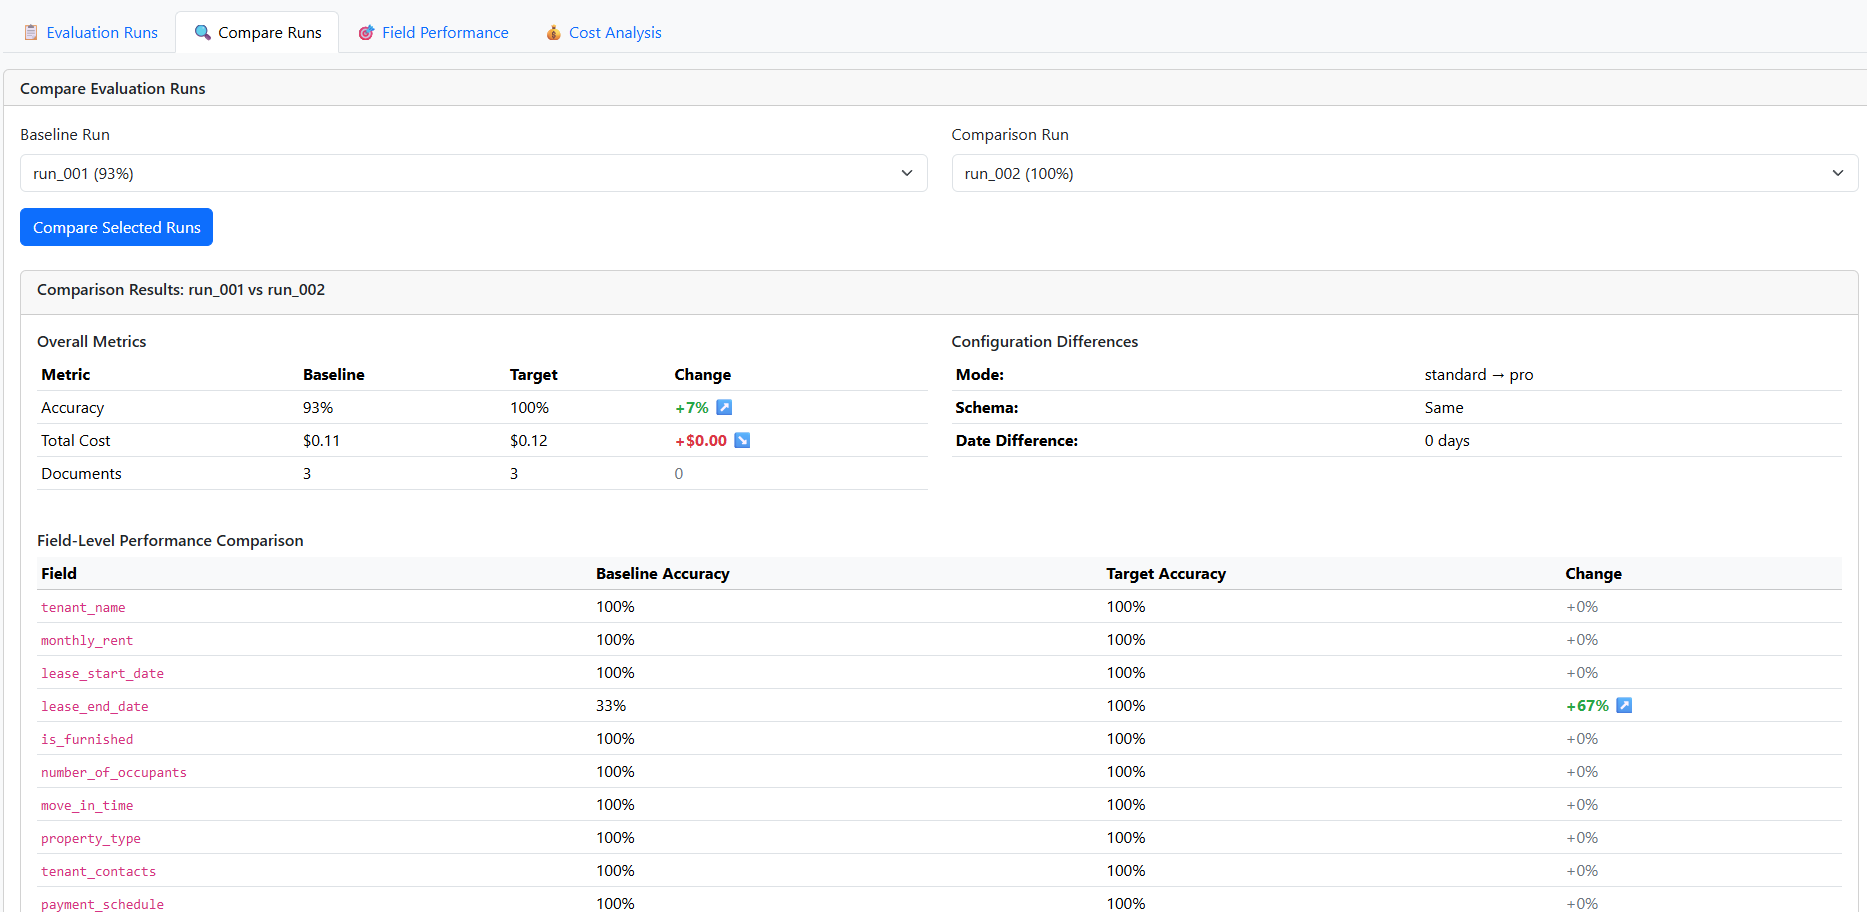 Evaluation Runs Compare Runs Field Performance Cost Analysis
Compare Evaluation Runs
Baseline Run Comparison Run
run_001 (93%) run_002 (100%)
Compare Selected Runs
Comparison Results: run_001 vs run_002
Overall Metrics
Metric Baseline Target Change
Accuracy 93% 100% +7%
Total Cost $0.11 $0.12 +$0.00
Documents 3 3 0
Configuration Differences
Mode: standard → pro
Schema: Same
Date Difference: 0 days
Field-Level Performance Comparison
Field Baseline Accuracy Target Accuracy Change
tenant_name 100% 100% +0%
monthly_rent 100% 100% +0%
lease_start_date 100% 100% +0%
lease_end_date 33% 100% +67%
is_furnished 100% 100% +0%
number_of_occupants 100% 100% +0%
move_in_time 100% 100% +0%
property_type 100% 100% +0%
tenant_contacts 100% 100% +0%
payment_schedule 100% 100% +0%